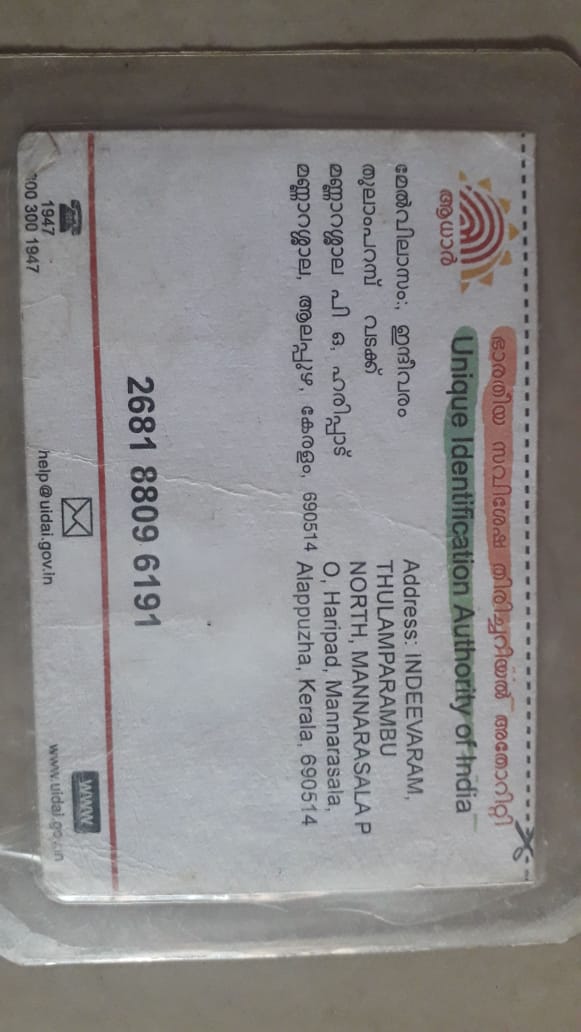 ആധാർ
ഭാരതീയ സവിശേഷ തിരിച്ചറിയൽ അതോറിറ്റി
Unique Identification Authority of India
മേൽവിലാസം:, ഇന്ദീവരം
തുലാംപറമ്പ് വടക്ക്
മണ്ണാറശ്ശാല പി ഒ, ഹരിപ്പാട്
മണ്ണാറശ്ശാല, ആലപ്പുഴ, കേരളം, 690514
Address: INDEEVARAM,
THULAMPARAMBU
NORTH, MANNARASALA P
O, Haripad, Mannarasala,
Alappuzha, Kerala, 690514
2681 8809 6191
1947
300 1947
help@uidai.gov.in
WWW
www.uidai.gov.in